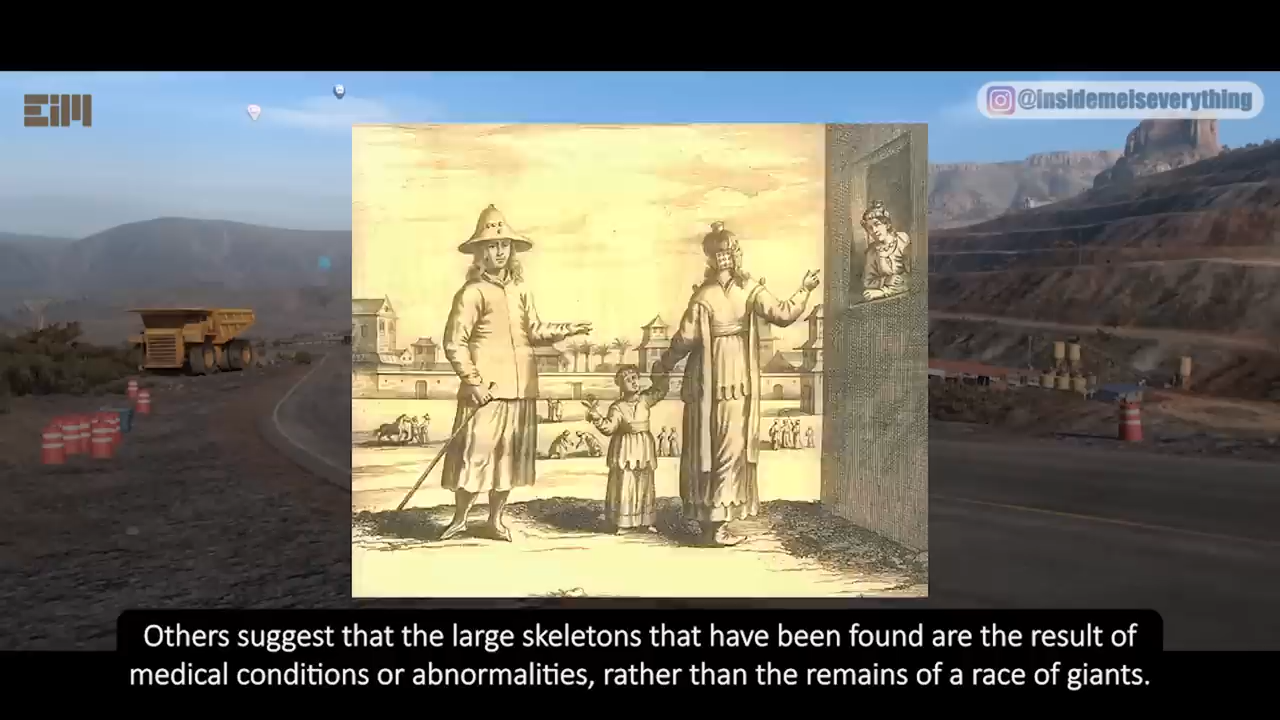 EIM
@insidemeiseverything
Others suggest that the large skeletons that have been found are the result of
medical conditions or abnormalities, rather than the remains of a race of giants.